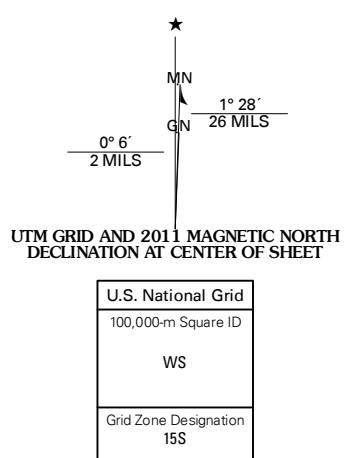 ★
MN
1° 28´
GN
26 MILS
0° 6´
2 MILS
UTM GRID AND 2011 MAGNETIC NORTH
DECLINATION AT CENTER OF SHEET
U.S. National Grid
100,000-m Square ID
WS
Grid Zone Designation
15S